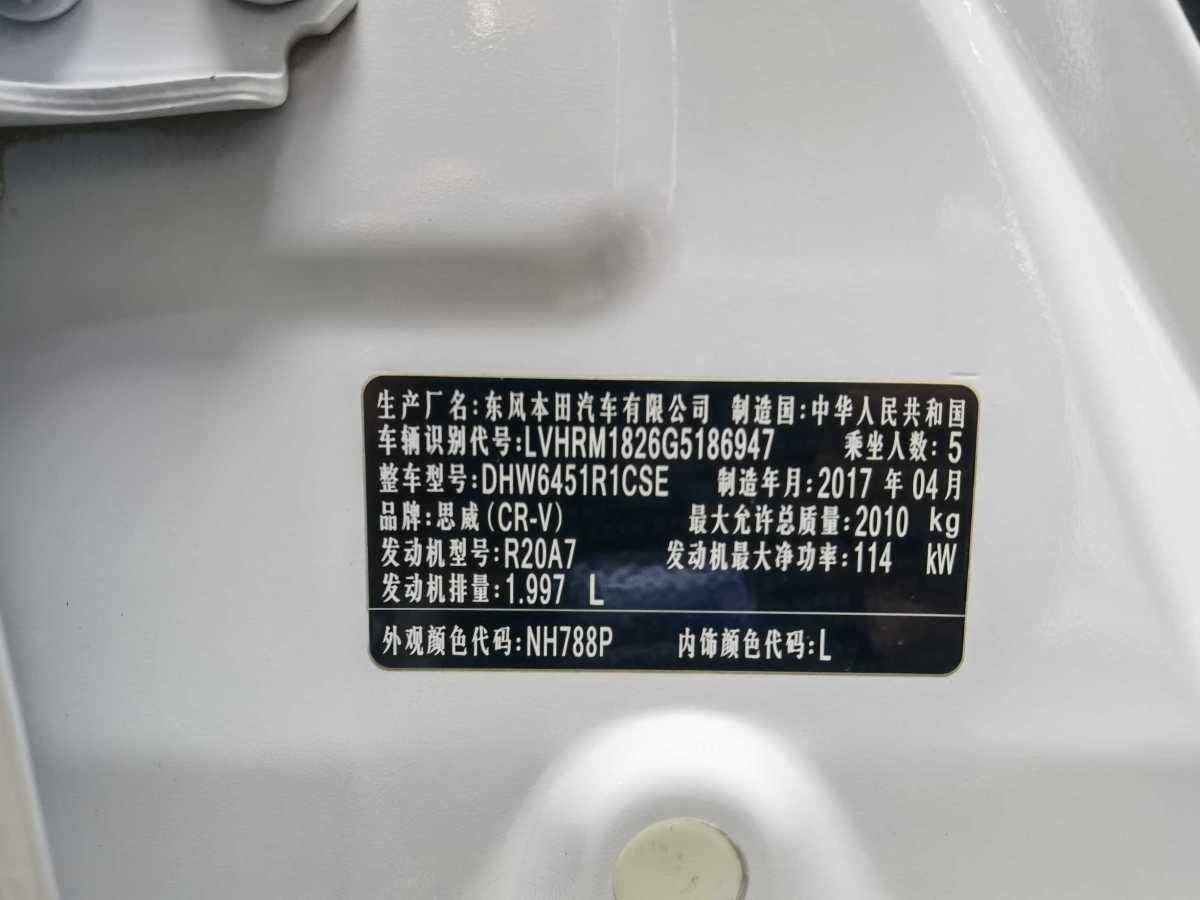 生产厂名:东风本田汽车有限公司 制造国:中华人民共和国
车辆识别代号:LVHRM1826G5186947 乘坐人数:5
整车型号:DHW6451R1CSE 制造年月:2017 年 04 月
品牌:思威(CR-V) 最大允许总质量:2010 kg
发动机型号:R20A7 发动机最大净功率:114 kW
发动机排量:1.997 L
外观颜色代码:NH788P 内饰颜色代码:L